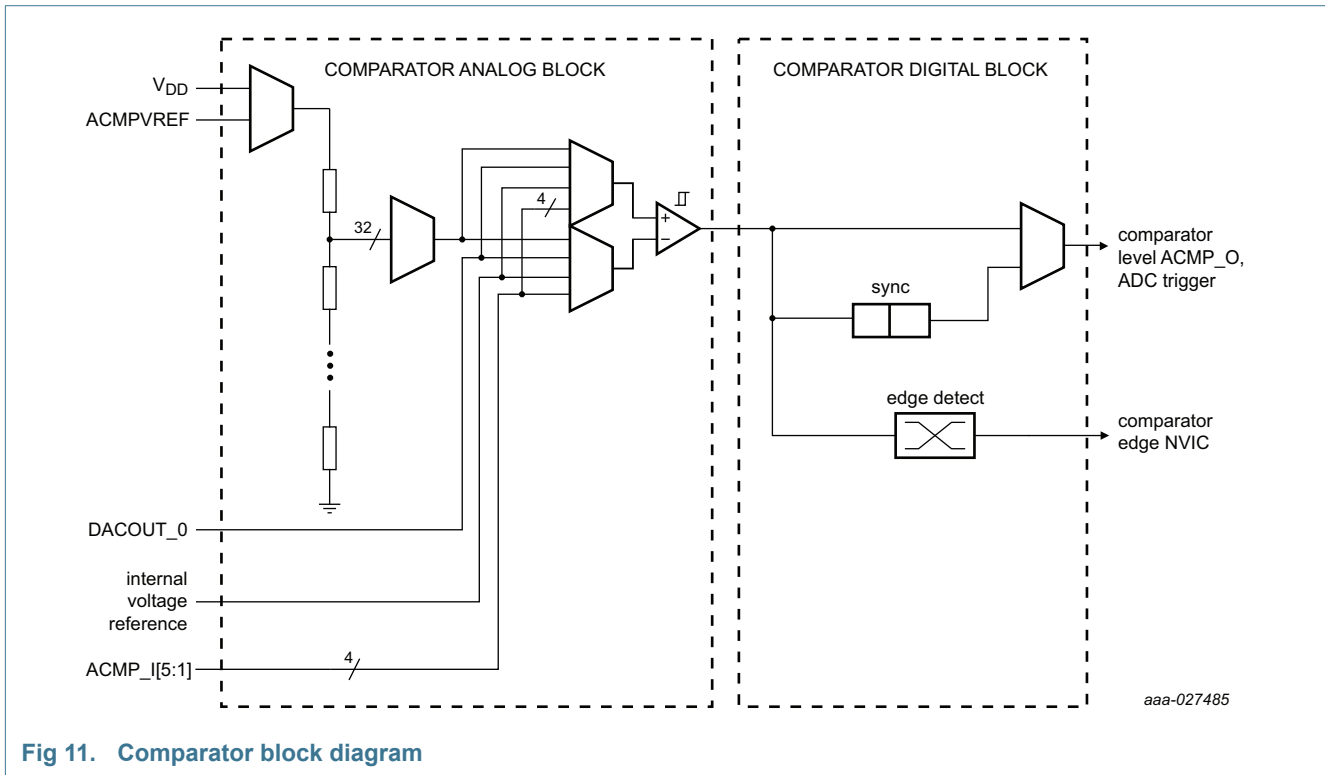 COMPARATOR ANALOG BLOCK
COMPARATOR DIGITAL BLOCK
VDD
ACMPVREF
32
4
+
−
sync
comparator
level ACMP_O,
ADC trigger
edge detect
comparator
edge NVIC
DACOUT_0
internal
voltage
reference
ACMP_I[5:1]
4
aaa-027485
Fig 11. Comparator block diagram